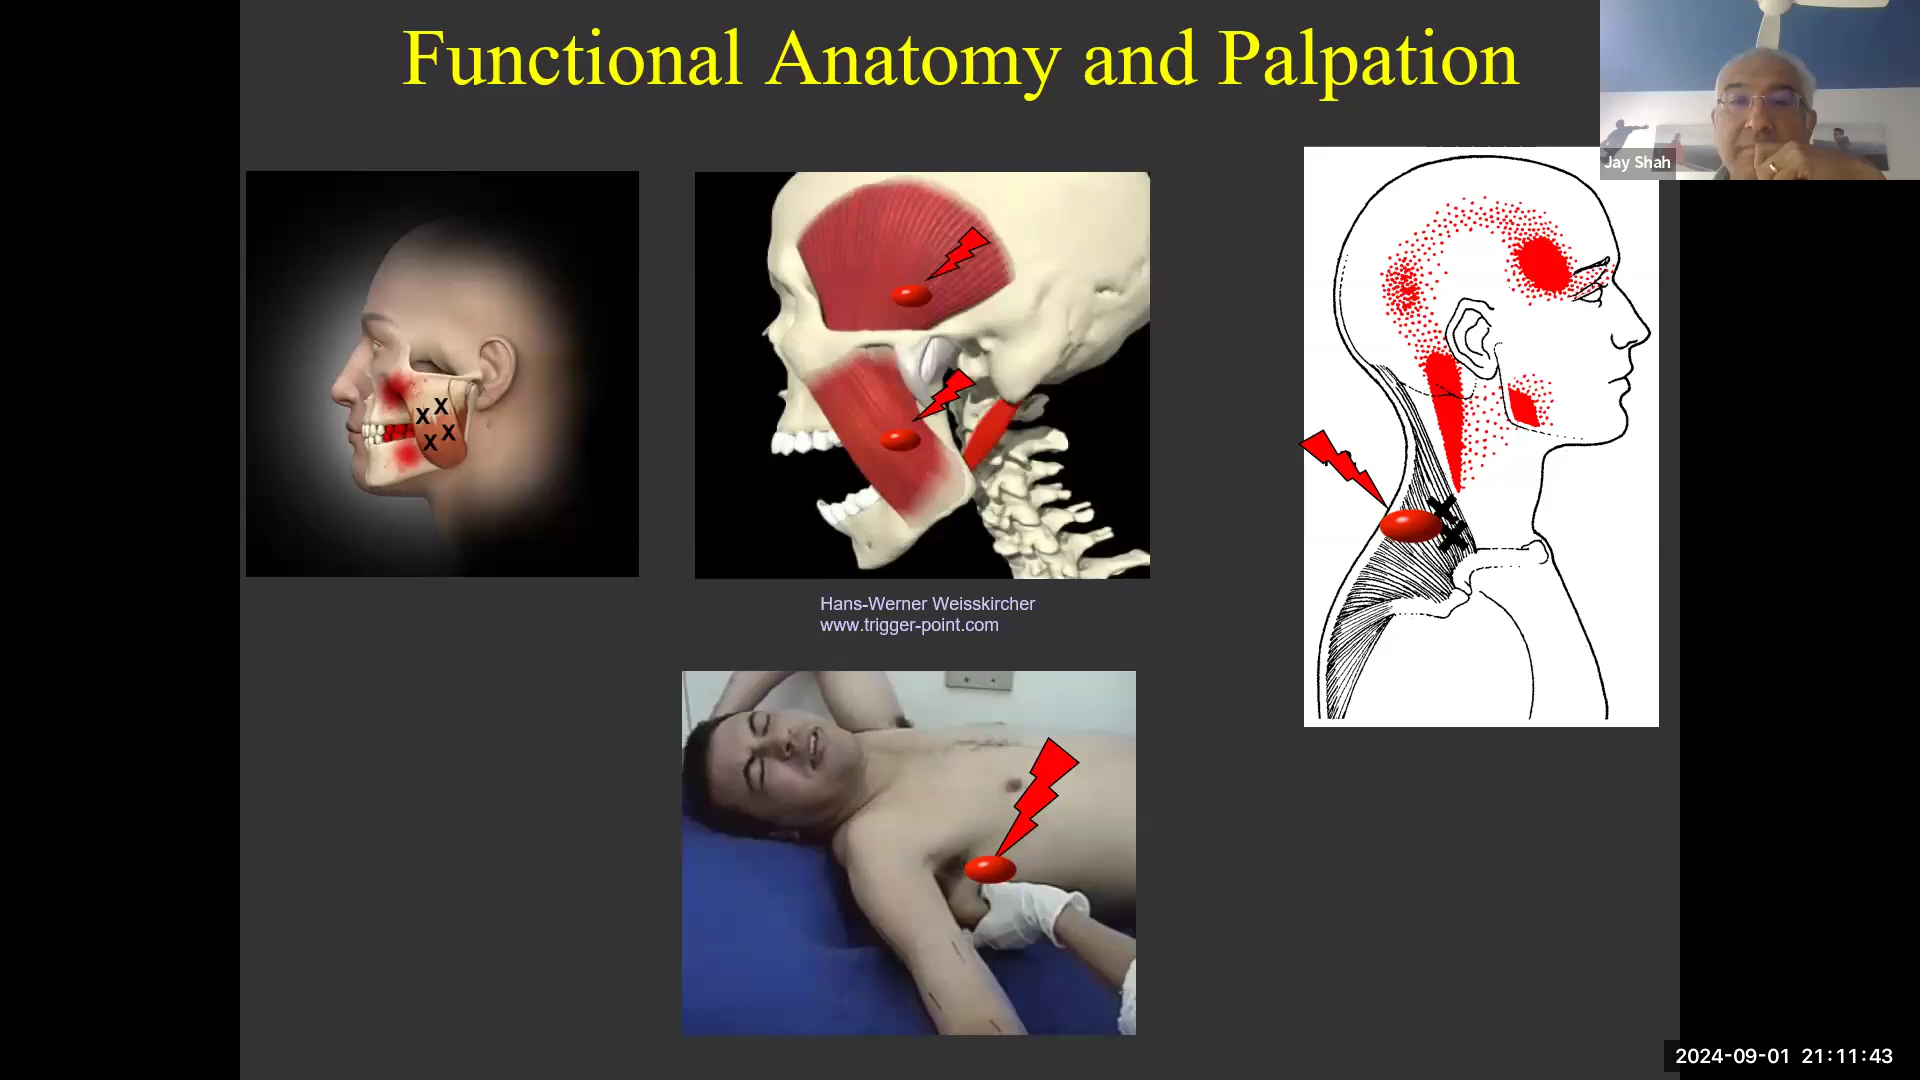 Functional Anatomy and Palpation
Jay Shah
X X
X X
Hans-Werner Weisskircher
www.trigger-point.com
2024-09-01 21:11:43